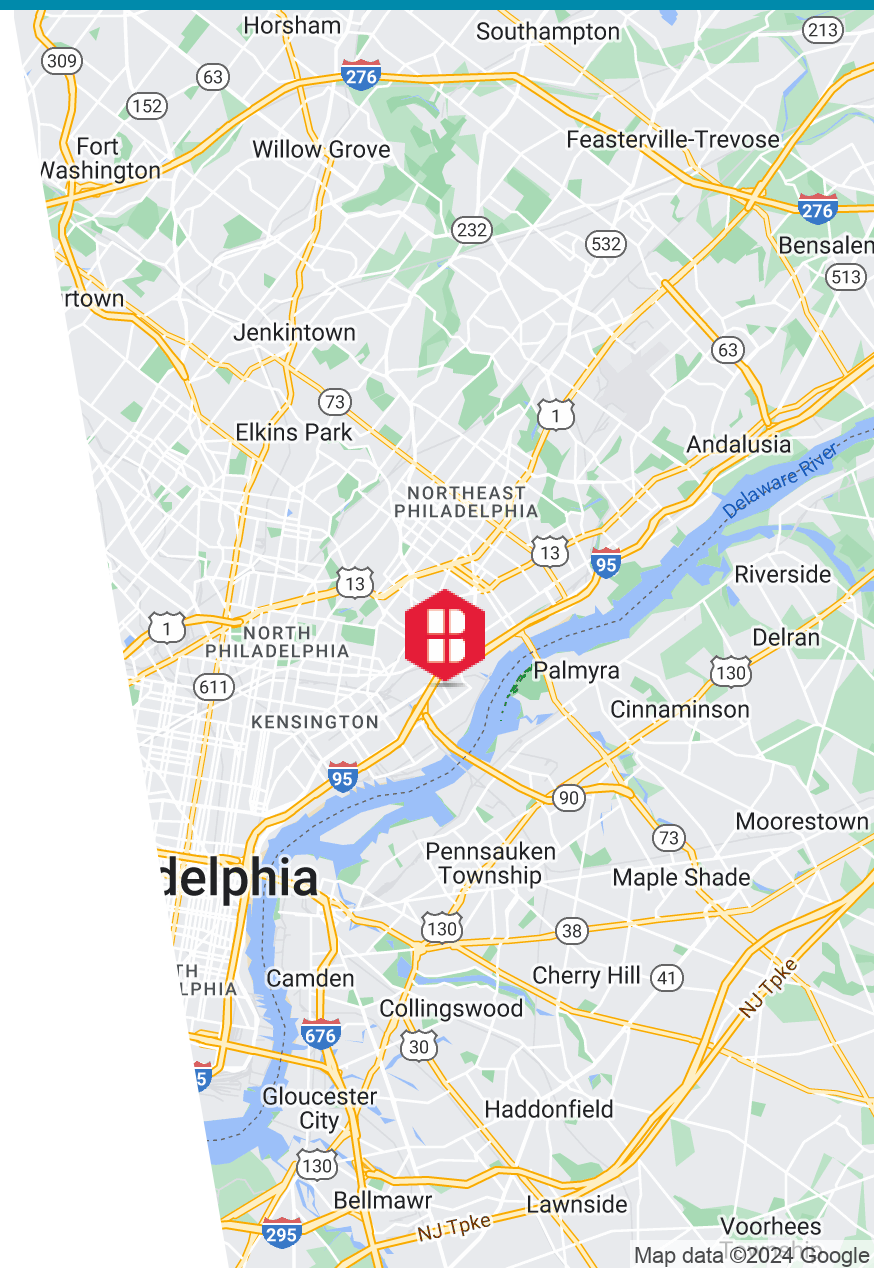 Horsham
Southampton
213
309
63
276
152
Fort
Washington
Willow Grove
Feasterville-Trevose
276
232
532
Bensalem
513
rtown
Jenkintown
63
73
1
Elkins Park
Andalusia
Delaware River
NORTHEAST
PHILADELPHIA
13
95
13
Riverside
1
NORTH
PHILADELPHIA
Delran
Palmyra
130
611
Cinnaminson
KENSINGTON
95
90
Moorestown
73
Pennsauken
Township
Maple Shade
delphia
130
38
TH
LPHIA
Camden
Cherry Hill
41
NJ Tpke
Collingswood
676
30
5
Gloucester
City
Haddonfield
130
Bellmawr
Lawnside
NJ Tpke
295
Voorhees
Township
Map data ©2024 Google